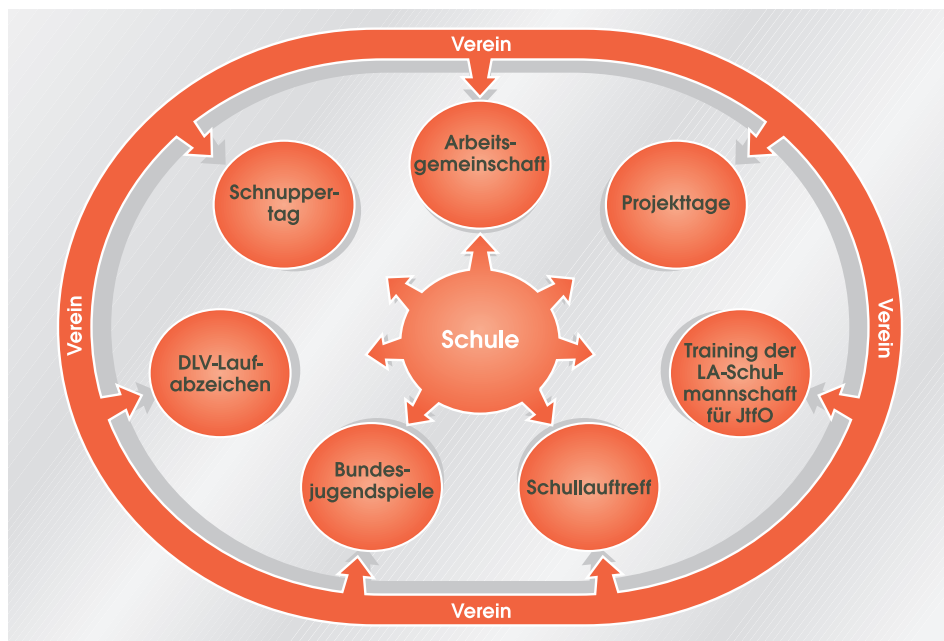 Verein
Arbeits-
gemeinschaft
Schnupper-
tag
Projekttage
Verein
Schule
Verein
DLV-Lauf-
abzeichen
Training der
LA-Schul-
mannschaft
für JtfO
Bundes-
jugendspiele
Schullauftreff
Verein